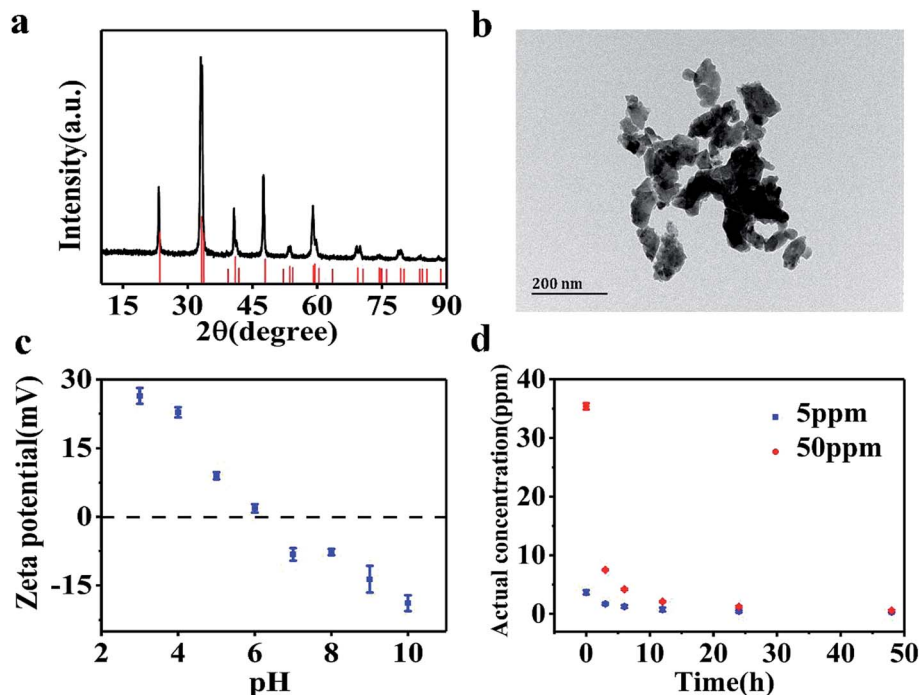 a
Intensity(a.u.)
15 30 45 60 75 90
2θ(degree)
b
200 nm
c
Zeta potential(mV)
30
15
0
-15
2 4 6 8 10
pH
d
Actual concentration(ppm)
40
30
20
10
0
5ppm
50ppm
0 10 20 30 40 50
Time(h)